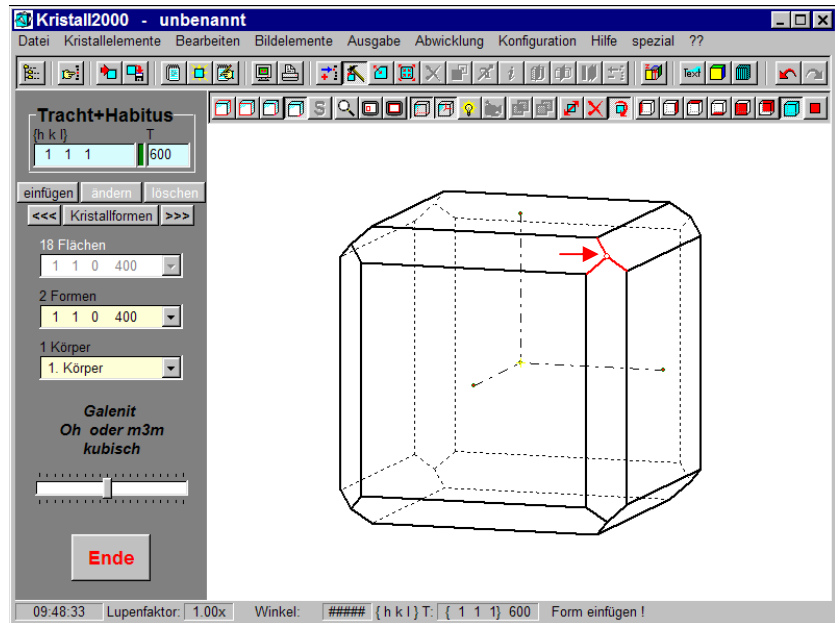 Kristall2000 - unbenannt
Datei Kristallelemente Bearbeiten Bildelemente Ausgabe Abwicklung Konfiguration Hilfe spezial ??
Text
Tracht+Habitus
{h k l} T
1 1 1 600
einfügen ändern löschen
<<< Kristallformen >>>
18 Flächen
1 1 0 400
2 Formen
1 1 0 400
1 Körper
1. Körper
Galenit
Oh oder m3m
kubisch
Ende
09:48:33 Lupenfaktor: 1.00x Winkel: ##### { h k l } T: { 1 1 1} 600 Form einfügen !